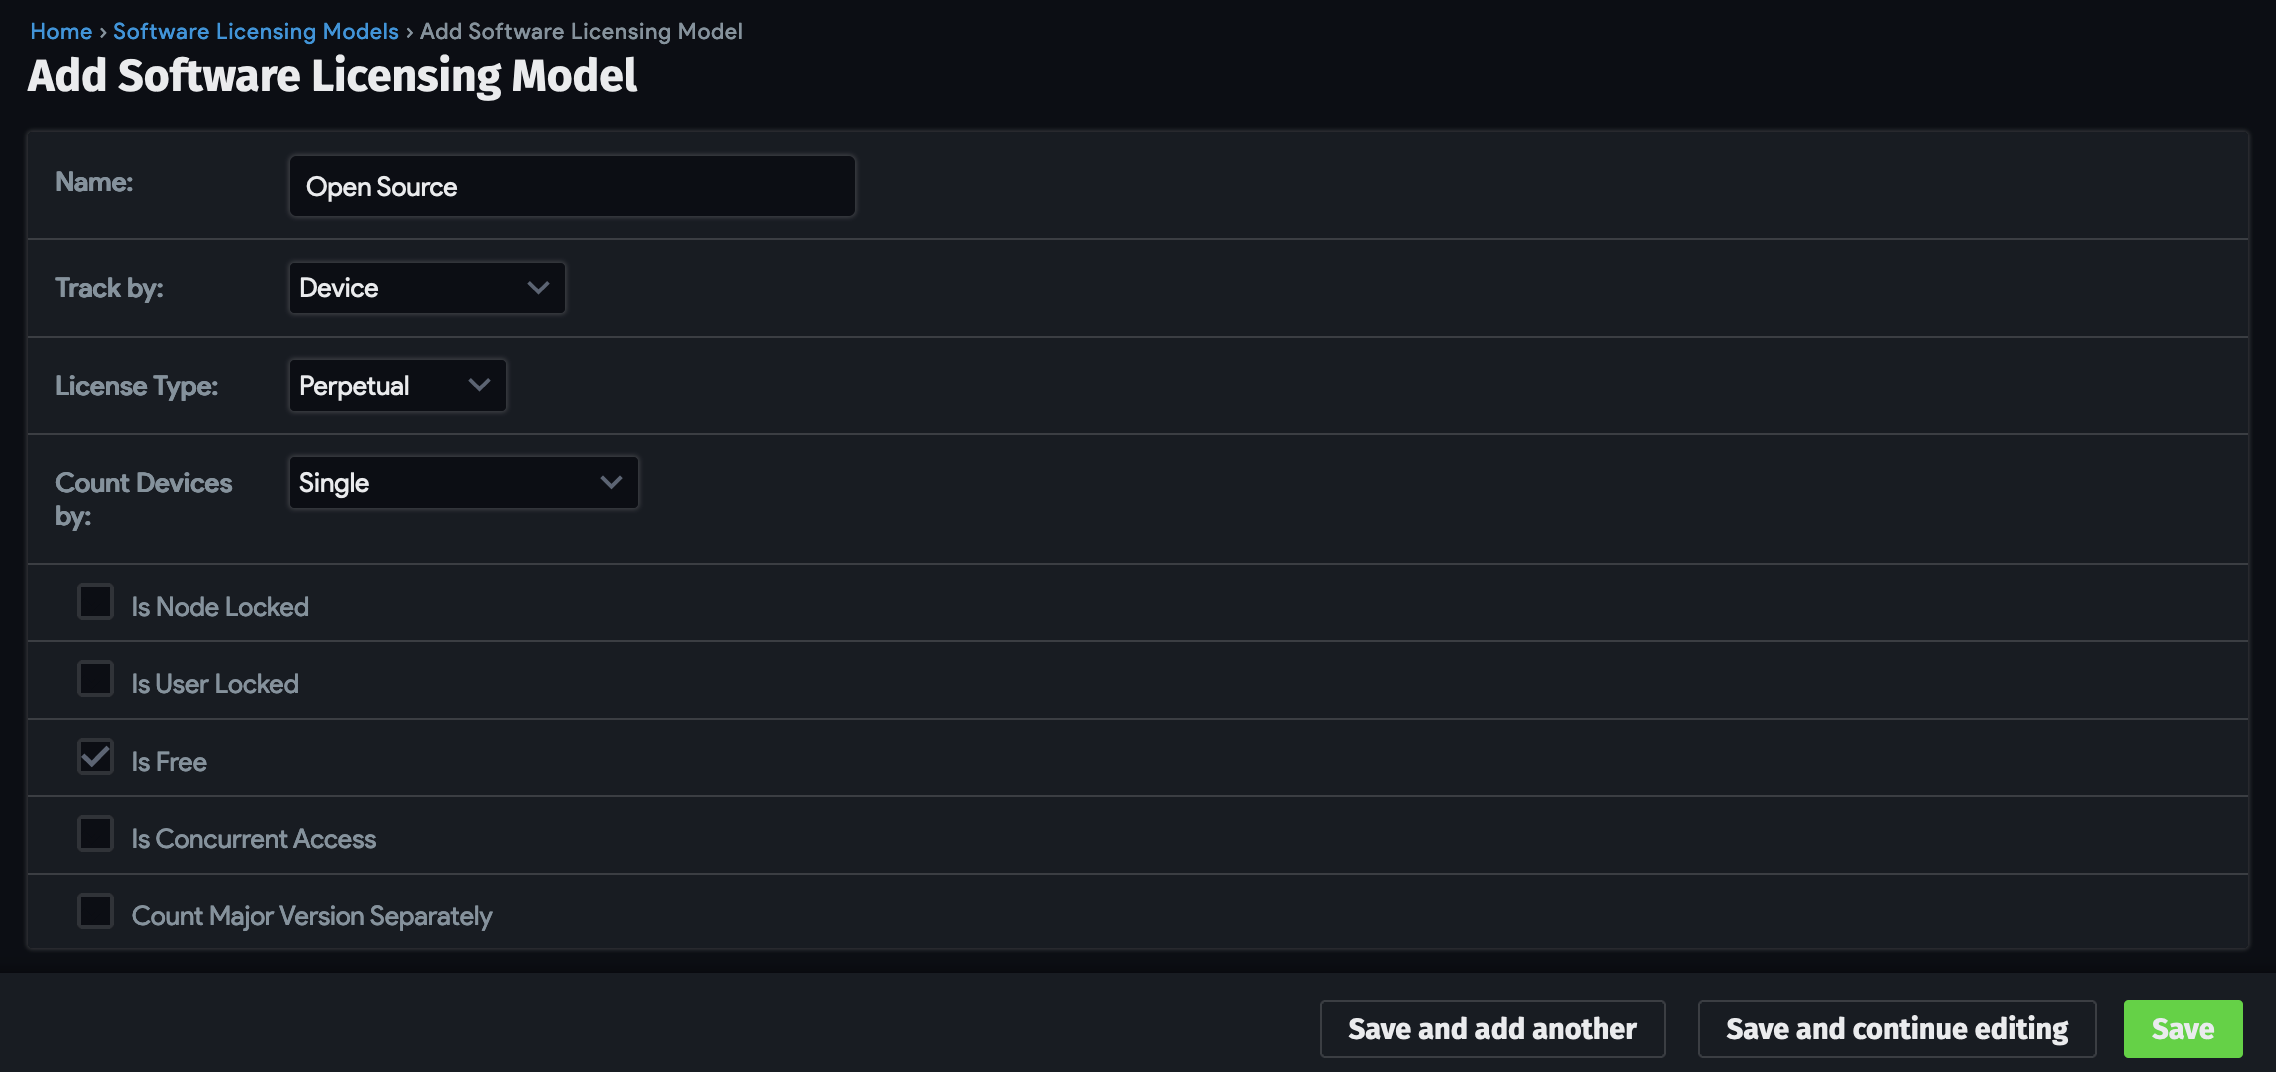 Home › Software Licensing Models › Add Software Licensing Model
Add Software Licensing Model
Name: Open Source
Track by: Device
License Type: Perpetual
Count Devices by: Single
Is Node Locked
Is User Locked
Is Free
Is Concurrent Access
Count Major Version Separately
Save and add another Save and continue editing Save